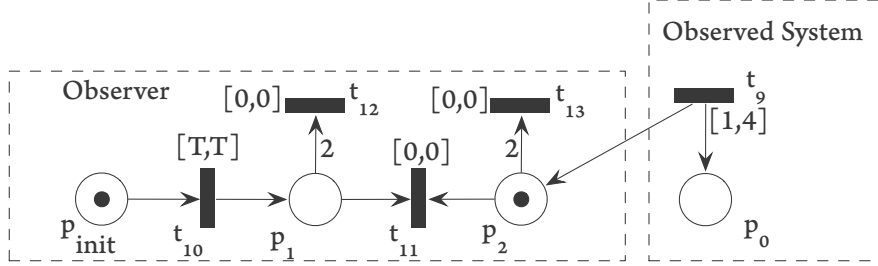 Observed System
Observer
[0,0] t₁₂
[0,0] t₁₃
t₉
[1,4]
[T,T]
2
[0,0]
2
p_init
t₁₀
p₁
t₁₁
p₂
p₀